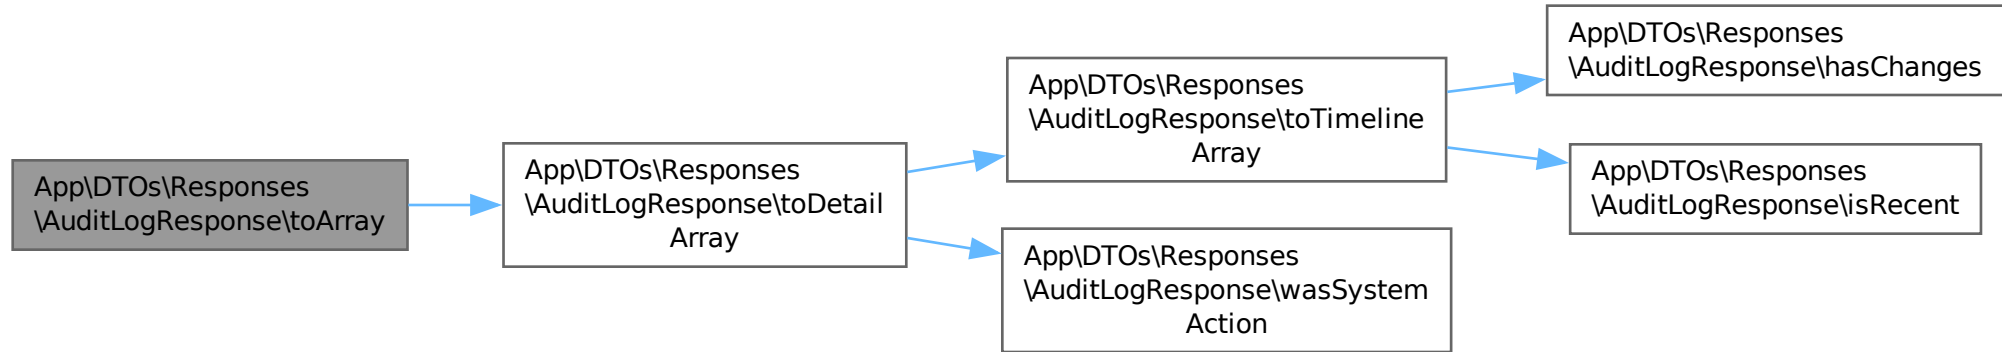 App\DTOs\Responses
\AuditLogResponse\toArray
App\DTOs\Responses
\AuditLogResponse\toDetail
Array
App\DTOs\Responses
\AuditLogResponse\toTimeline
Array
App\DTOs\Responses
\AuditLogResponse\hasChanges
App\DTOs\Responses
\AuditLogResponse\isRecent
App\DTOs\Responses
\AuditLogResponse\wasSystem
Action